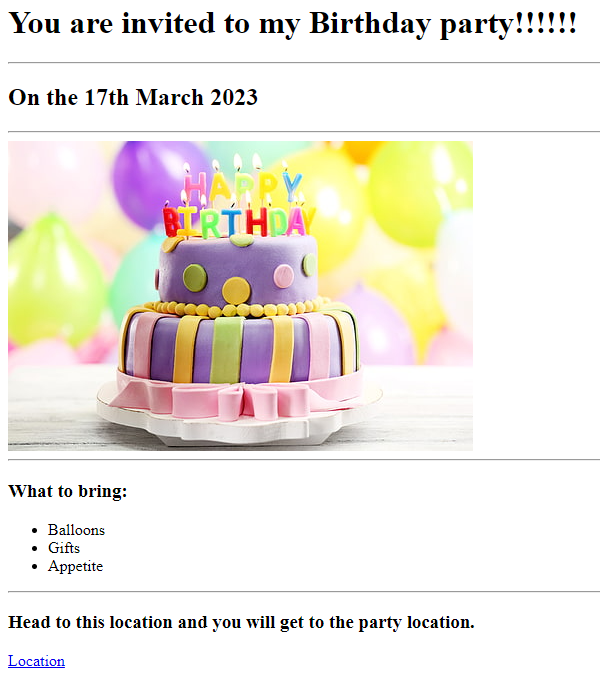 You are invited to my Birthday party!!!!!!
On the 17th March 2023
HAPPY
BIRTHDAY
What to bring:
Balloons
Gifts
Appetite
Head to this location and you will get to the party location.
Location